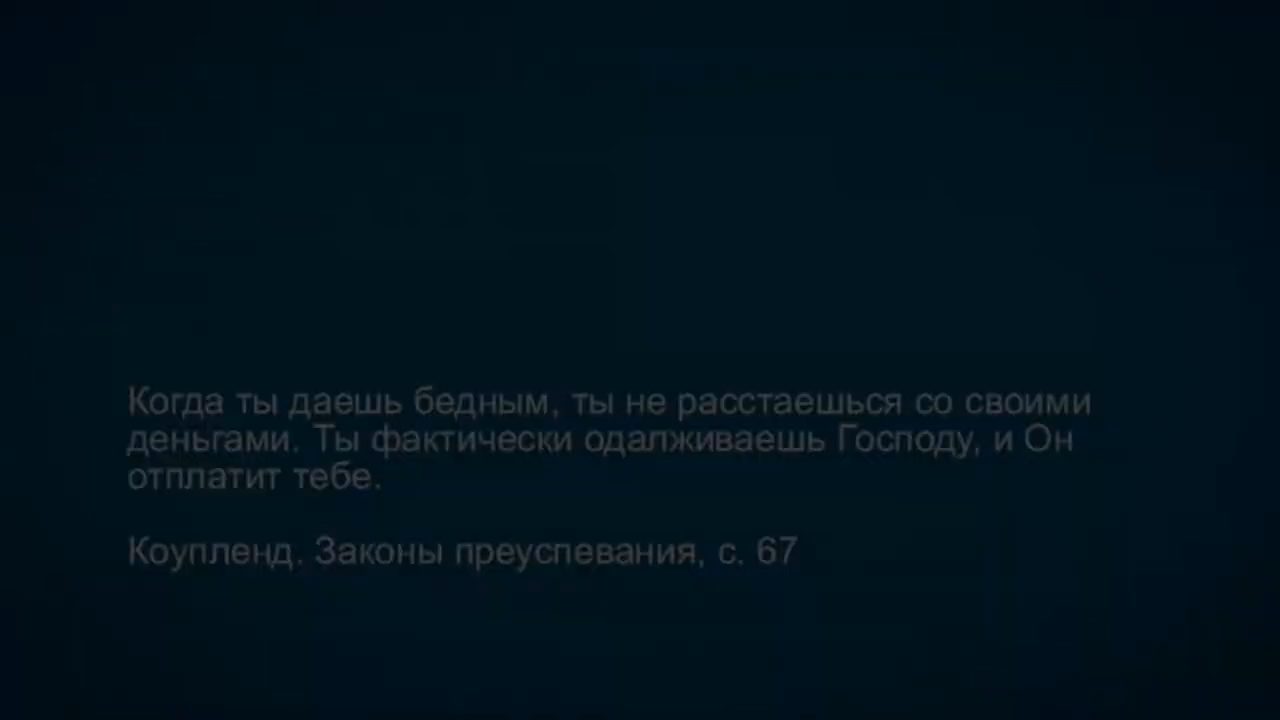 Когда ты даешь бедным, ты не расстаешься со своими
деньгами. Ты фактически одалживаешь Господу, и Он
отплатит тебе.
Коупленд. Законы преуспевания, с. 67